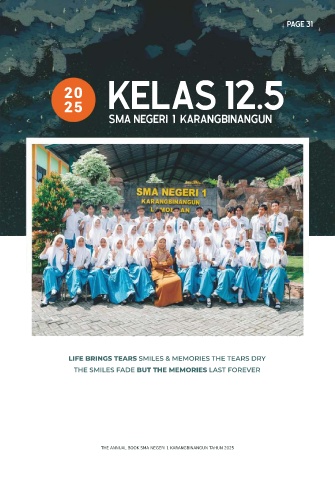 PAGE 31
20
25
KELAS 12.5
SMA NEGERI 1 KARANGBINANGUN
SMA NEGERI 1
KARANGBINANGUN
LIFE BRINGS TEARS SMILES & MEMORIES THE TEARS DRY
THE SMILES FADE BUT THE MEMORIES LAST FOREVER
THE ANNUAL BOOK SMA NEGERI 1 KARANGBINANGUN TAHUN 2025